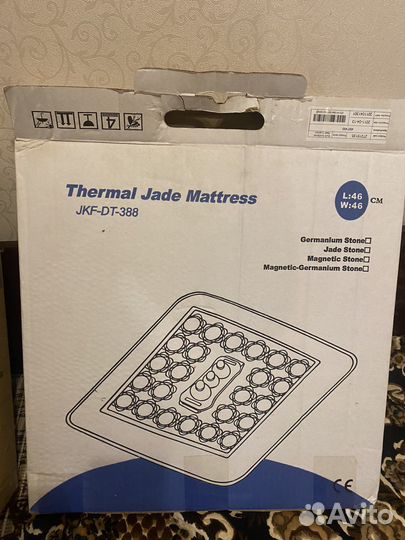 Thermal Jade Mattress
JKF-DT-388
L:46
W:46
CM
Germanium Stone
Jade Stone
Magnetic Stone
Magnetic-Germanium Stone
CE
Avito